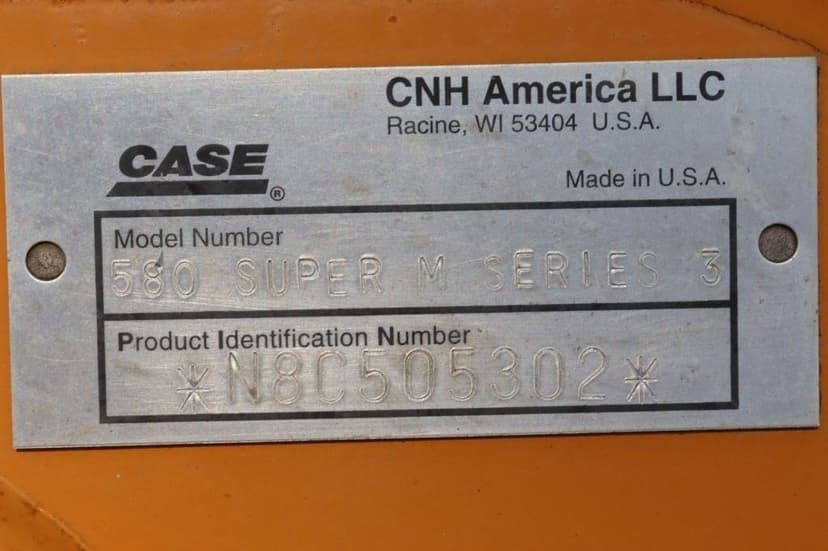 CNH America LLC
Racine, WI 53404 U.S.A.
CASE®
Made in U.S.A.
Model Number
580 SUPER M SERIES 3
Product Identification Number
*N8C505302*